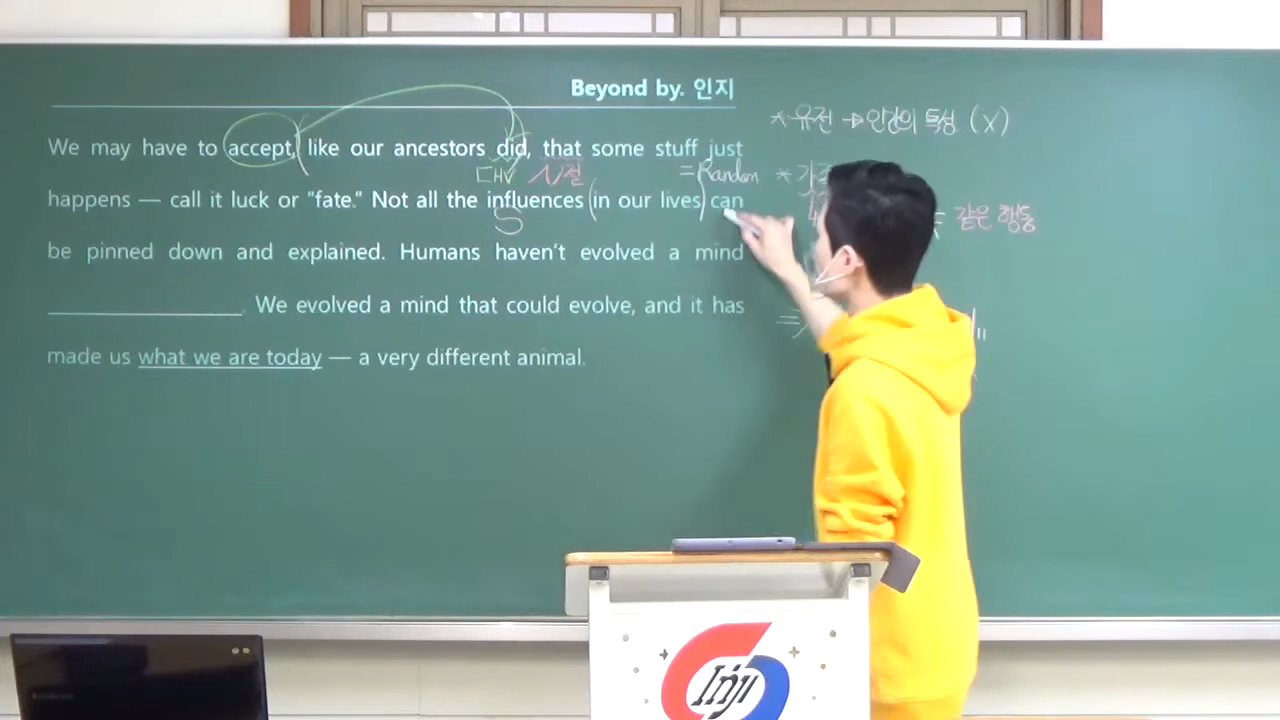 Beyond by. 인지
We may have to accept, like our ancestors did, that some stuff just
happens — call it luck or “fate.” Not all the influences in our lives can
be pinned down and explained. Humans haven’t evolved a mind
_________________. We evolved a mind that could evolve, and it has
made us what we are today — a very different animal.
대V 시절
S
= Random
* 유전 → 인간의 특성 (X)
*
= 같은 행동
=>
Inji